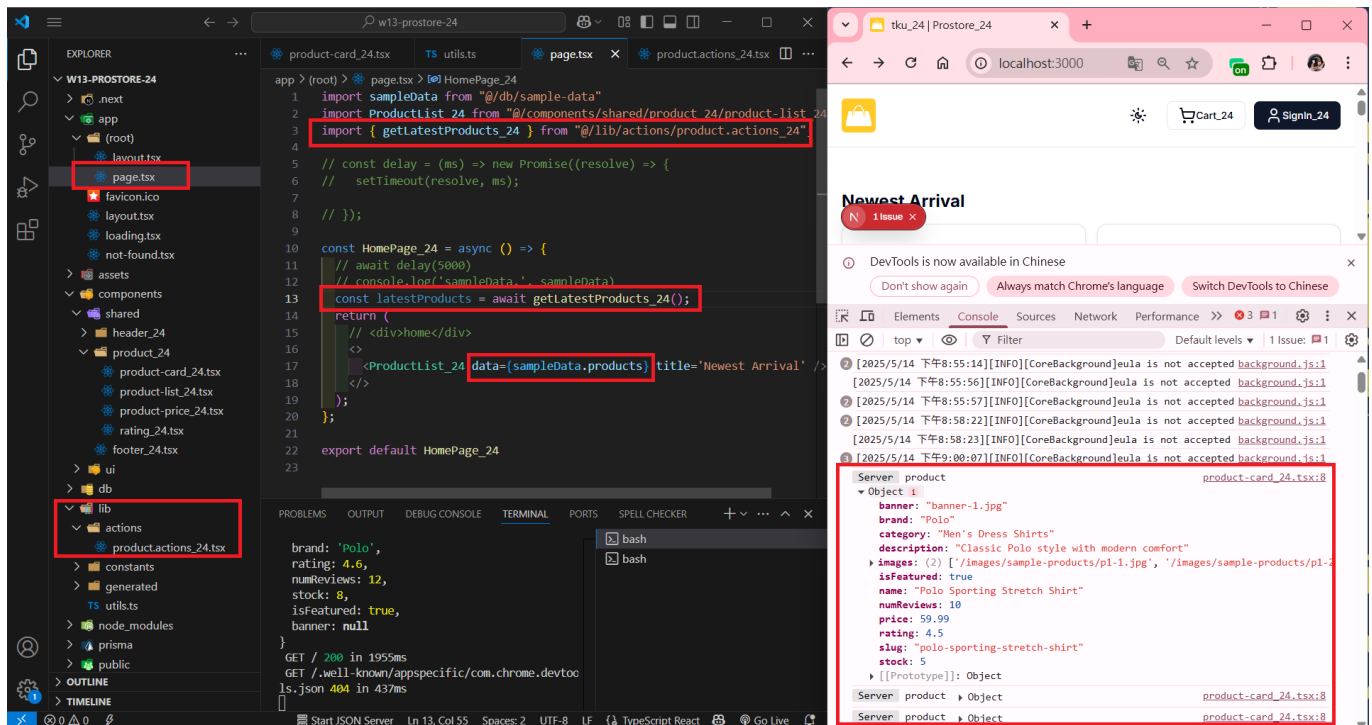 w13-prostore-24
EXPLORER
W13-PROSTORE-24
.next
app
(root)
layout.tsx
page.tsx
favicon.ico
layout.tsx
loading.tsx
not-found.tsx
assets
components
shared
header_24
product_24
product-card_24.tsx
product-list_24.tsx
product-price_24.tsx
rating_24.tsx
footer_24.tsx
ui
db
lib
actions
product.actions_24.tsx
constants
generated
utils.ts
node_modules
prisma
public
OUTLINE
TIMELINE
product-card_24.tsx TS utils.ts page.tsx product.actions_24.tsx
app > (root) > page.tsx > HomePage_24
1 import sampleData from "@/db/sample-data"
2 import ProductList_24 from "@/components/shared/product_24/product-list_24
3 import { getLatestProducts_24 } from "@/lib/actions/product.actions_24"
4
5 // const delay = (ms) => new Promise((resolve) => {
6 // setTimeout(resolve, ms);
7
8 // });
9
10 const HomePage_24 = async () => {
11 // await delay(5000)
12 // console.log('sampleData.', sampleData)
13 const latestProducts = await getLatestProducts_24();
14 return (
15 // <div>home</div>
16 <>
17 <ProductList_24 data={sampleData.products} title='Newest Arrival' />
18 </>
19 );
20 };
21
22 export default HomePage_24
23
PROBLEMS OUTPUT DEBUG CONSOLE TERMINAL PORTS SPELL CHECKER
brand: 'Polo',
rating: 4.6,
numReviews: 12,
stock: 8,
isFeatured: true,
banner: null
}
GET / 200 in 1955ms
GET /.well-known/appspecific/com.chrome.devtoo
ls.json 404 in 437ms
bash
bash
1
0 0 Start JSON Server Ln 13, Col 55 Spaces: 2 UTF-8 LF TypeScript React Go Live
tku_24 | Prostore_24
localhost:3000
on
Cart_24
SignIn_24
Newest Arrival
N 1 Issue
DevTools is now available in Chinese
Don't show again Always match Chrome's language Switch DevTools to Chinese
Elements Console Sources Network Performance 3 1
top Filter Default levels 1 Issue: 1
2 [2025/5/14 下午8:55:14][INFO][CoreBackground]eula is not accepted background.js:1
[2025/5/14 下午8:55:56][INFO][CoreBackground]eula is not accepted background.js:1
2 [2025/5/14 下午8:55:57][INFO][CoreBackground]eula is not accepted background.js:1
2 [2025/5/14 下午8:58:22][INFO][CoreBackground]eula is not accepted background.js:1
[2025/5/14 下午8:58:23][INFO][CoreBackground]eula is not accepted background.js:1
3 [2025/5/14 下午9:00:07][INFO][CoreBackground]eula is not accepted background.js:1
Server product product-card_24.tsx:8
Object i
banner: "banner-1.jpg"
brand: "Polo"
category: "Men's Dress Shirts"
description: "Classic Polo style with modern comfort"
images: (2) ['/images/sample-products/p1-1.jpg', '/images/sample-products/p1-2
isFeatured: true
name: "Polo Sporting Stretch Shirt"
numReviews: 10
price: 59.99
rating: 4.5
slug: "polo-sporting-stretch-shirt"
stock: 5
[[Prototype]]: Object
Server product Object product-card_24.tsx:8
Server product Object product-card_24.tsx:8